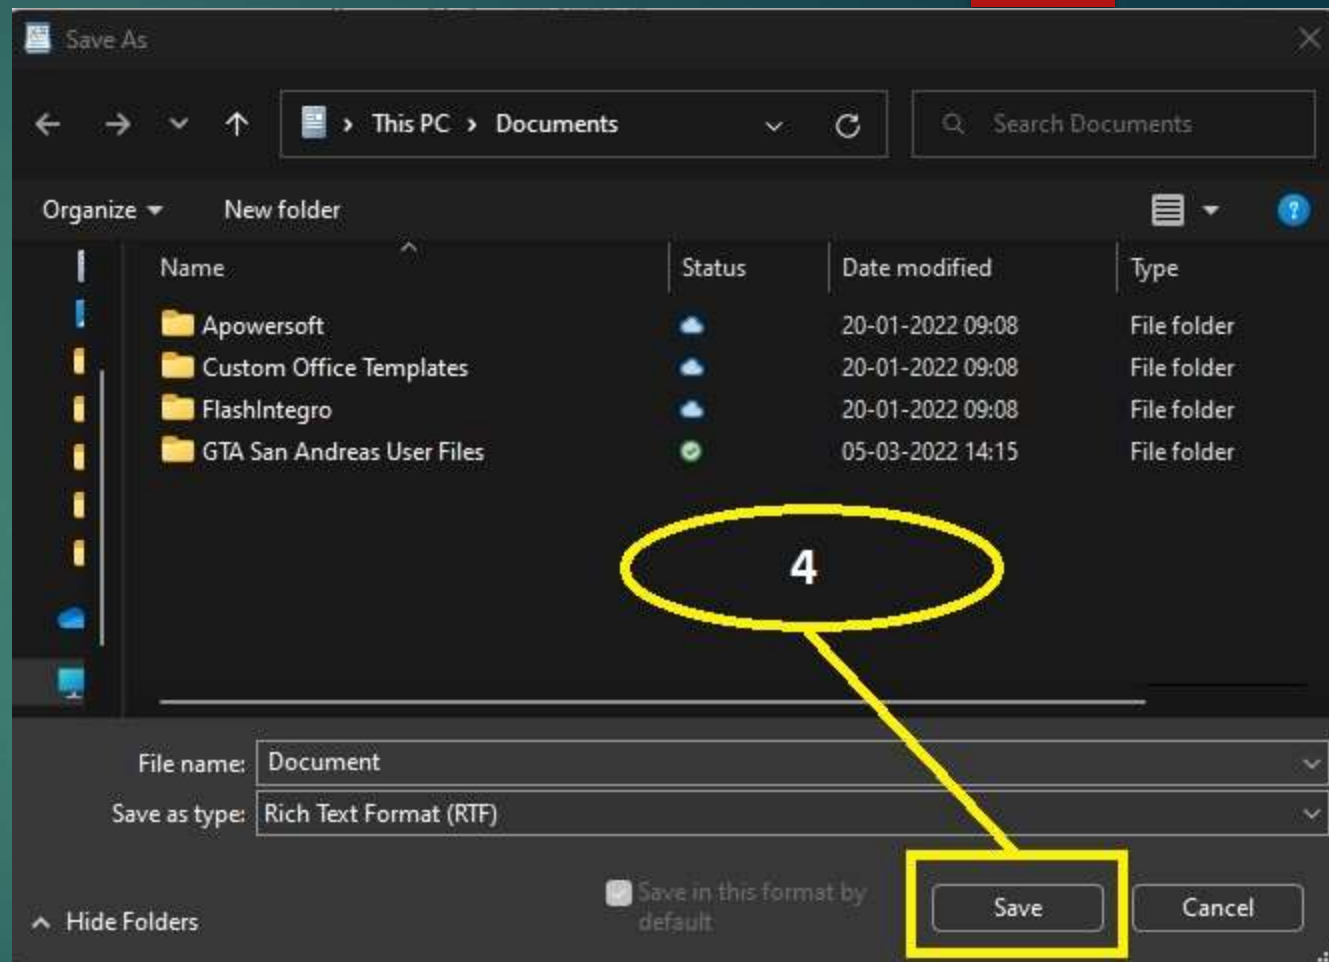 Save As
This PC > Documents
Search Documents
Organize
New folder
Name Status Date modified Type
Apowersoft 20-01-2022 09:08 File folder
Custom Office Templates 20-01-2022 09:08 File folder
FlashIntegro 20-01-2022 09:08 File folder
GTA San Andreas User Files 05-03-2022 14:15 File folder
4
File name: Document
Save as type: Rich Text Format (RTF)
Save in this format by
default
Hide Folders
Save
Cancel